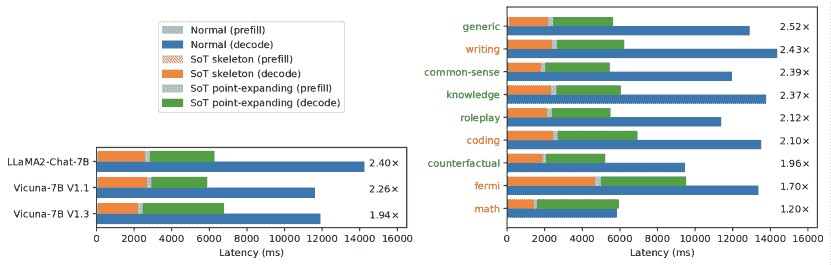 Normal (prefill)
Normal (decode)
SoT skeleton (prefill)
SoT skeleton (decode)
SoT point-expanding (prefill)
SoT point-expanding (decode)
LLaMA2-Chat-7B
2.40×
Vicuna-7B V1.1
2.26×
Vicuna-7B V1.3
1.94×
0 2000 4000 6000 8000 10000 12000 14000 16000
Latency (ms)
generic
2.52×
writing
2.43×
common-sense
2.39×
knowledge
2.37×
roleplay
2.12×
coding
2.10×
counterfactual
1.96×
fermi
1.70×
math
1.20×
0 2000 4000 6000 8000 10000 12000 14000 16000
Latency (ms)